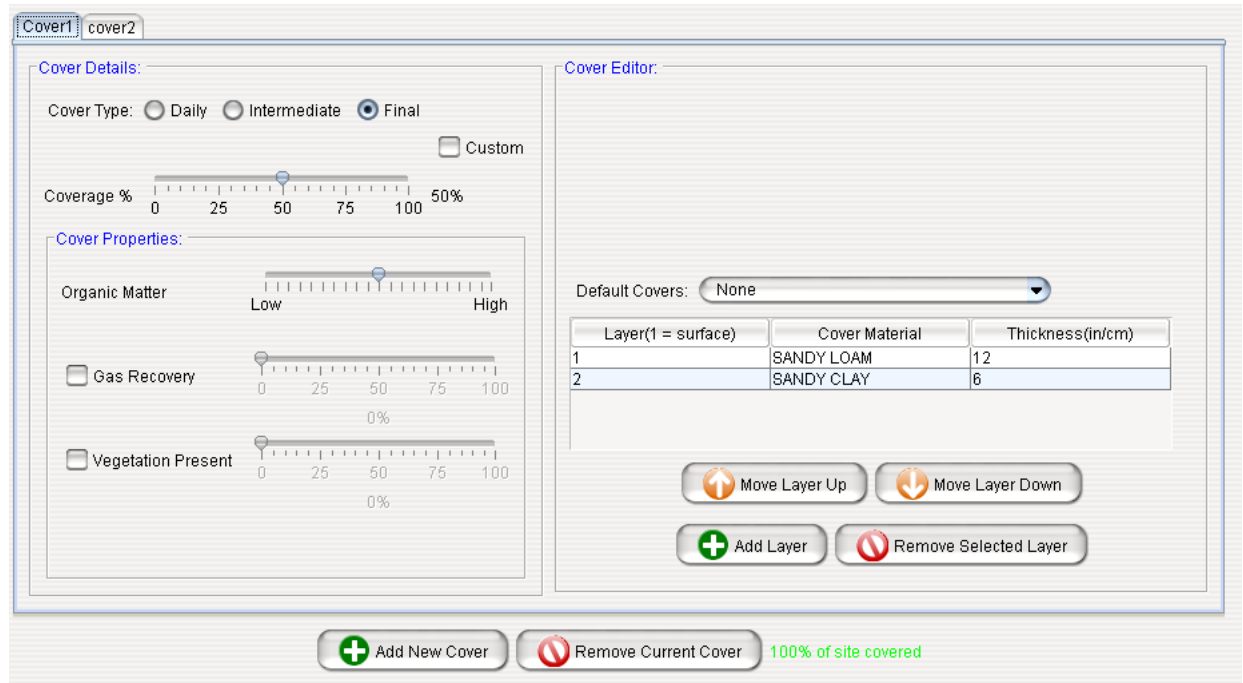 Cover1 cover2
Cover Details:
Cover Type: Daily Intermediate Final
Custom
Coverage % 50%
0 25 50 75 100
Cover Properties:
Organic Matter
Low High
Gas Recovery
0 25 50 75 100
0%
Vegetation Present
0 25 50 75 100
0%
Cover Editor:
Default Covers: None
Layer(1 = surface) Cover Material Thickness(in/cm)
1 SANDY LOAM 12
2 SANDY CLAY 6
Move Layer Up Move Layer Down
Add Layer Remove Selected Layer
Add New Cover Remove Current Cover 100% of site covered